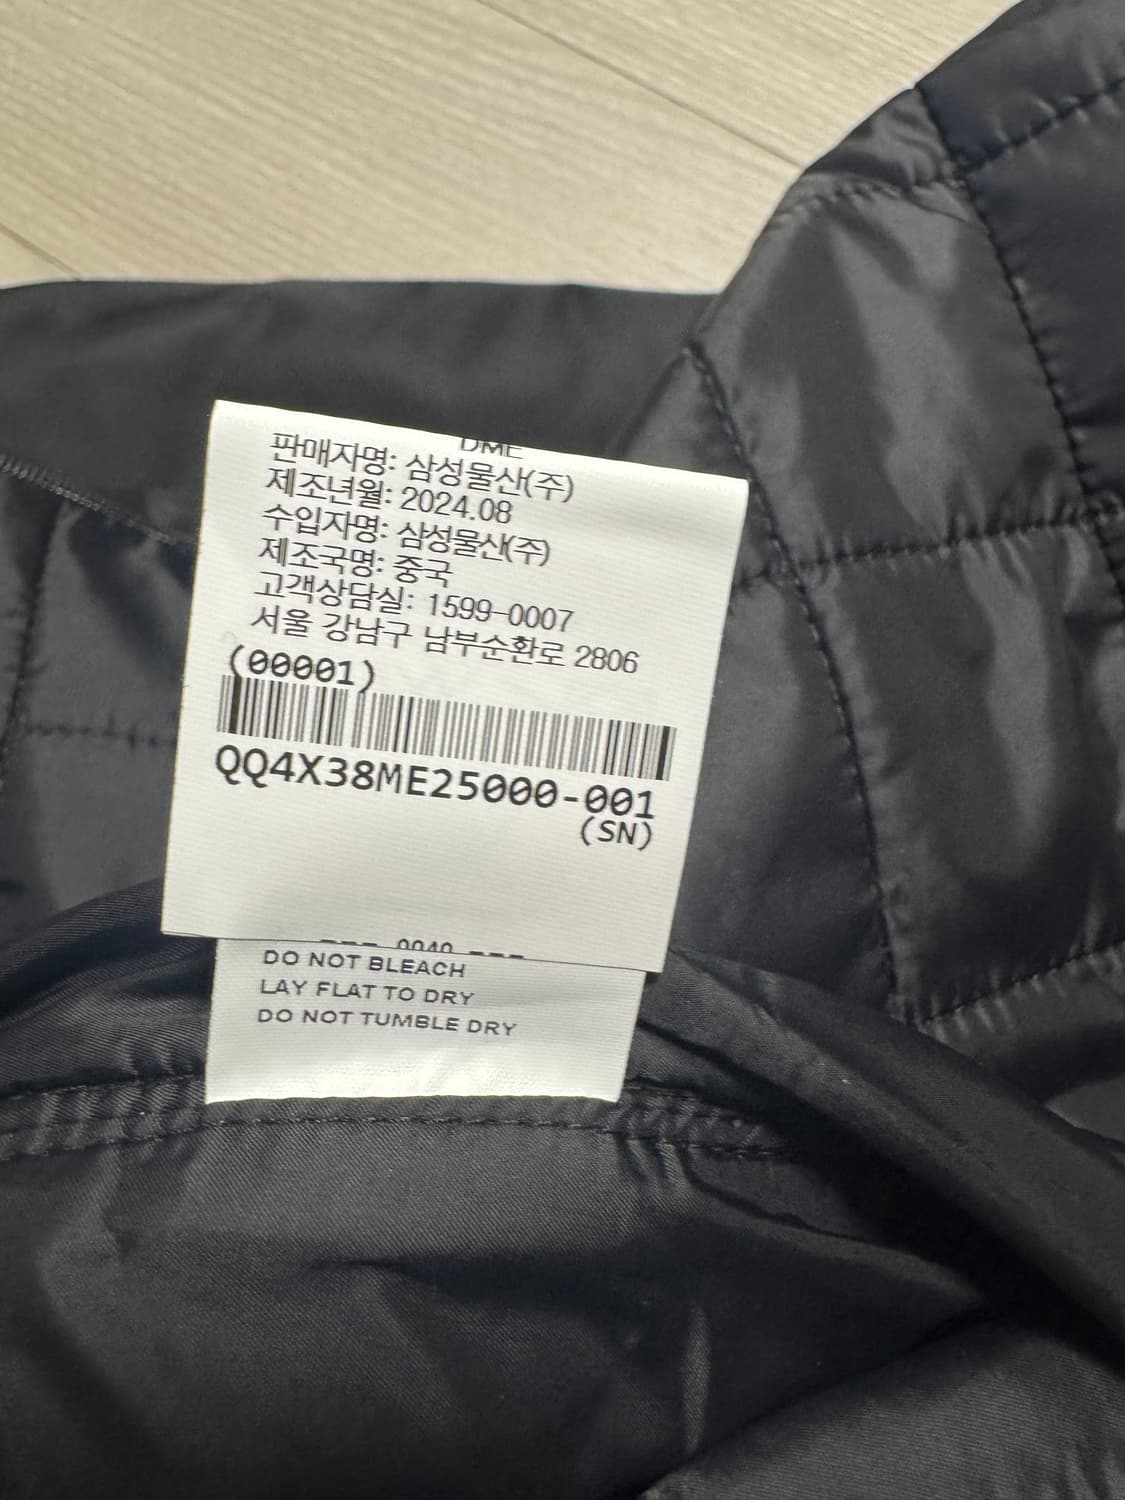 판매자명: 삼성물산(주)
제조년월: 2024.08
수입자명: 삼성물산(주)
제조국명: 중국
고객상담실: 1599-0007
서울 강남구 남부순환로 2806
(00001)
QQ4X38ME25000-001
(SN)
DO NOT BLEACH
LAY FLAT TO DRY
DO NOT TUMBLE DRY